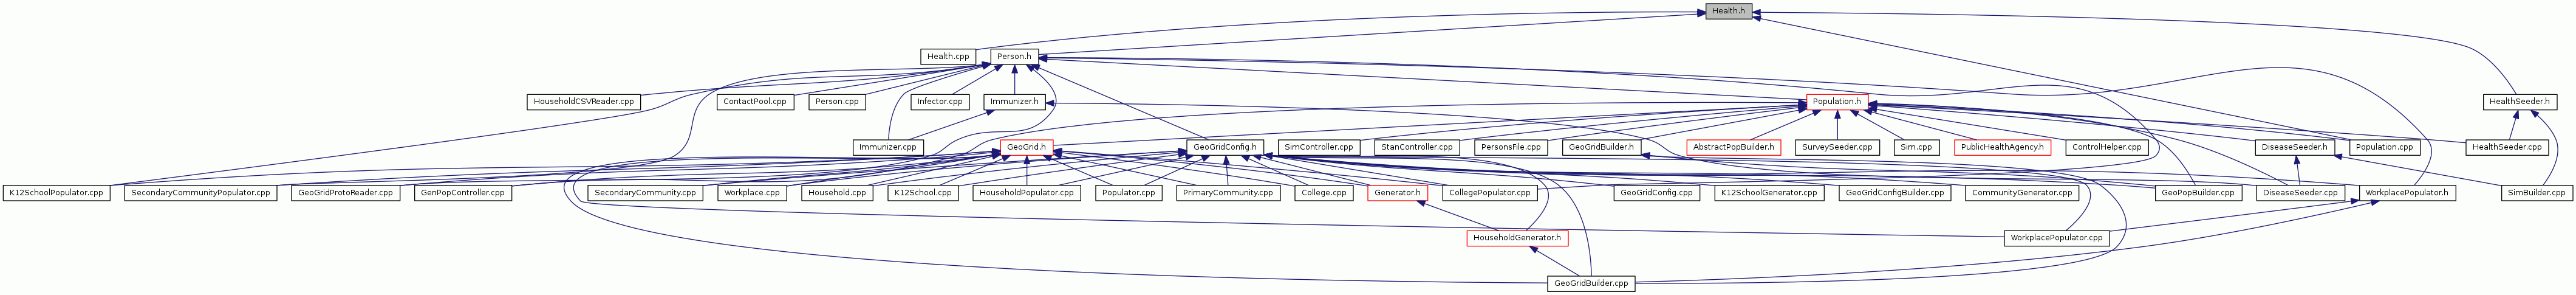 Health.h
Health.cpp
Person.h
HouseholdCSVReader.cpp
ContactPool.cpp
Person.cpp
Infector.cpp
Immunizer.h
Population.h
HealthSeeder.h
Immunizer.cpp
GeoGrid.h
GeoGridConfig.h
SimController.cpp
StanController.cpp
PersonsFile.cpp
GeoGridBuilder.h
AbstractPopBuilder.h
SurveySeeder.cpp
Sim.cpp
PublicHealthAgency.h
ControlHelper.cpp
DiseaseSeeder.h
Population.cpp
HealthSeeder.cpp
K12SchoolPopulator.cpp
SecondaryCommunityPopulator.cpp
GeoGridProtoReader.cpp
GenPopController.cpp
SecondaryCommunity.cpp
Workplace.cpp
Household.cpp
K12School.cpp
HouseholdPopulator.cpp
Populator.cpp
PrimaryCommunity.cpp
College.cpp
Generator.h
CollegePopulator.cpp
GeoGridConfig.cpp
K12SchoolGenerator.cpp
GeoGridConfigBuilder.cpp
CommunityGenerator.cpp
GeoPopBuilder.cpp
DiseaseSeeder.cpp
WorkplacePopulator.h
SimBuilder.cpp
HouseholdGenerator.h
WorkplacePopulator.cpp
GeoGridBuilder.cpp